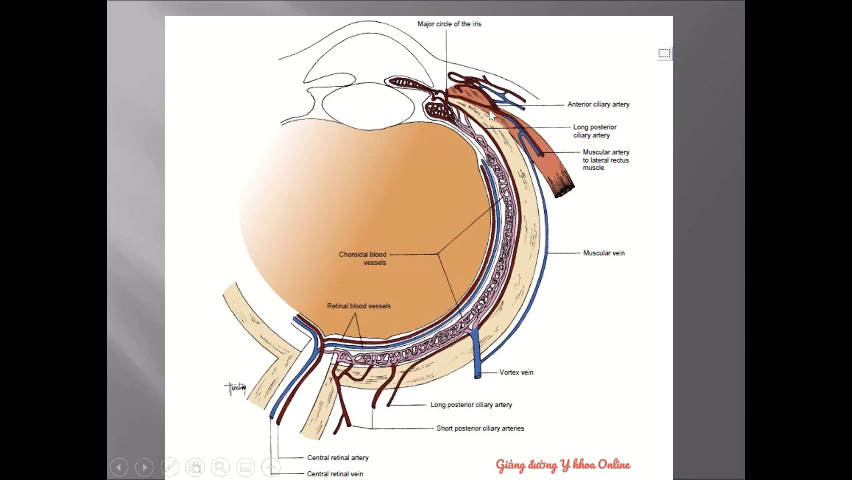 Major circle of the iris
Anterior ciliary artery
Long posterior
ciliary artery
Muscular artery
to lateral rectus
muscle
Choroidal blood
vessels
Muscular vein
Retinal blood vessels
Vortex vein
Long posterior ciliary artery
Short posterior ciliary arteries
Central retinal artery
Central retinal vein
Giảng đường Y khoa Online